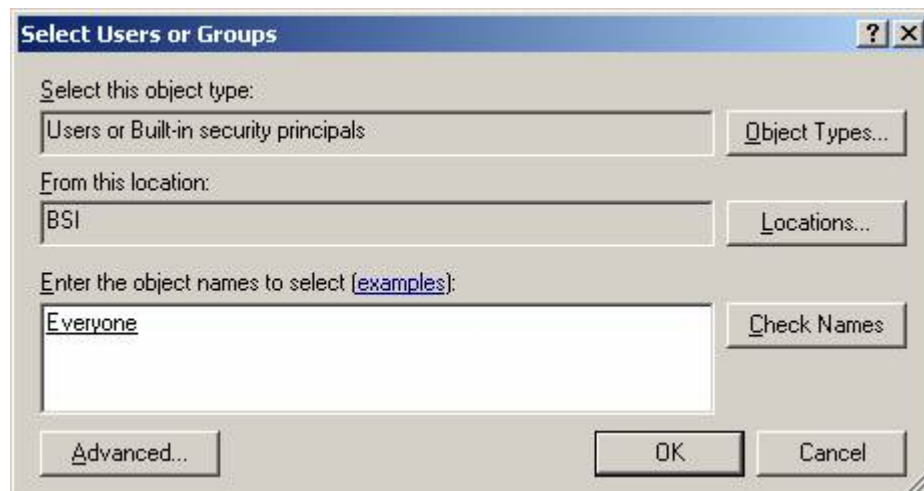 Select Users or Groups
Select this object type:
Users or Built-in security principals
Object Types...
From this location:
BSI
Locations...
Enter the object names to select (examples):
Everyone
Check Names
Advanced...
OK
Cancel